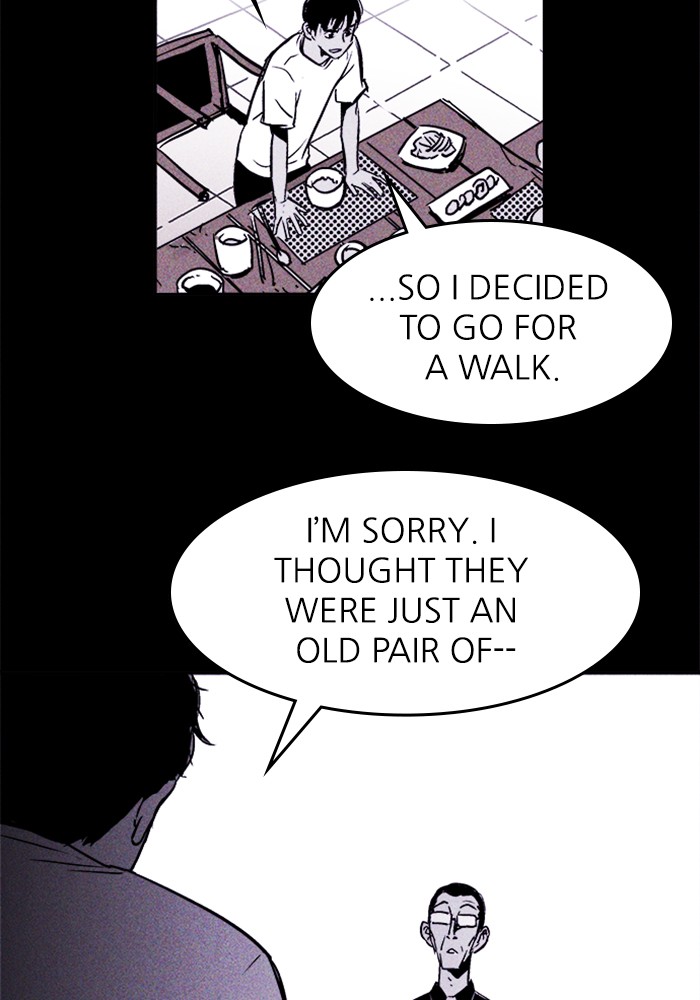 ...SO I DECIDED
TO GO FOR
A WALK.
I'M SORRY. I
THOUGHT THEY
WERE JUST AN
OLD PAIR OF--